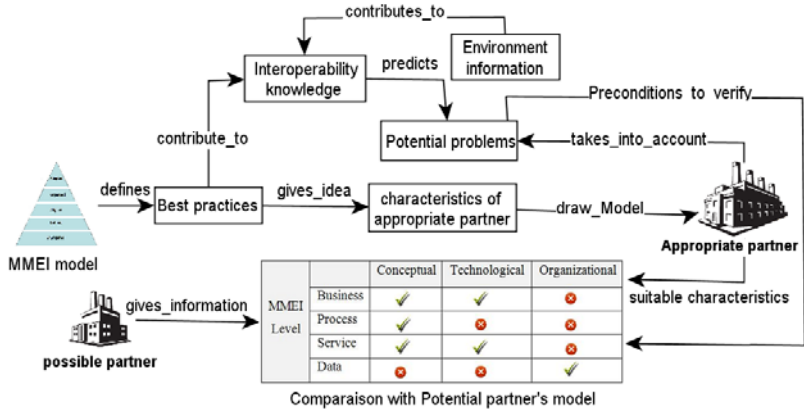 contributes_to
Environment
information
Interoperability
knowledge
predicts
Preconditions to verify
contribute_to
Potential problems
takes_into_account
defines
Best practices
gives_idea
characteristics of
appropriate partner
draw_Model
Appropriate partner
MMEI model
gives_information
possible partner
Conceptual Technological Organizational
MMEI
Level
Business
Process
Service
Data
suitable characteristics
Comparaison with Potential partner's model